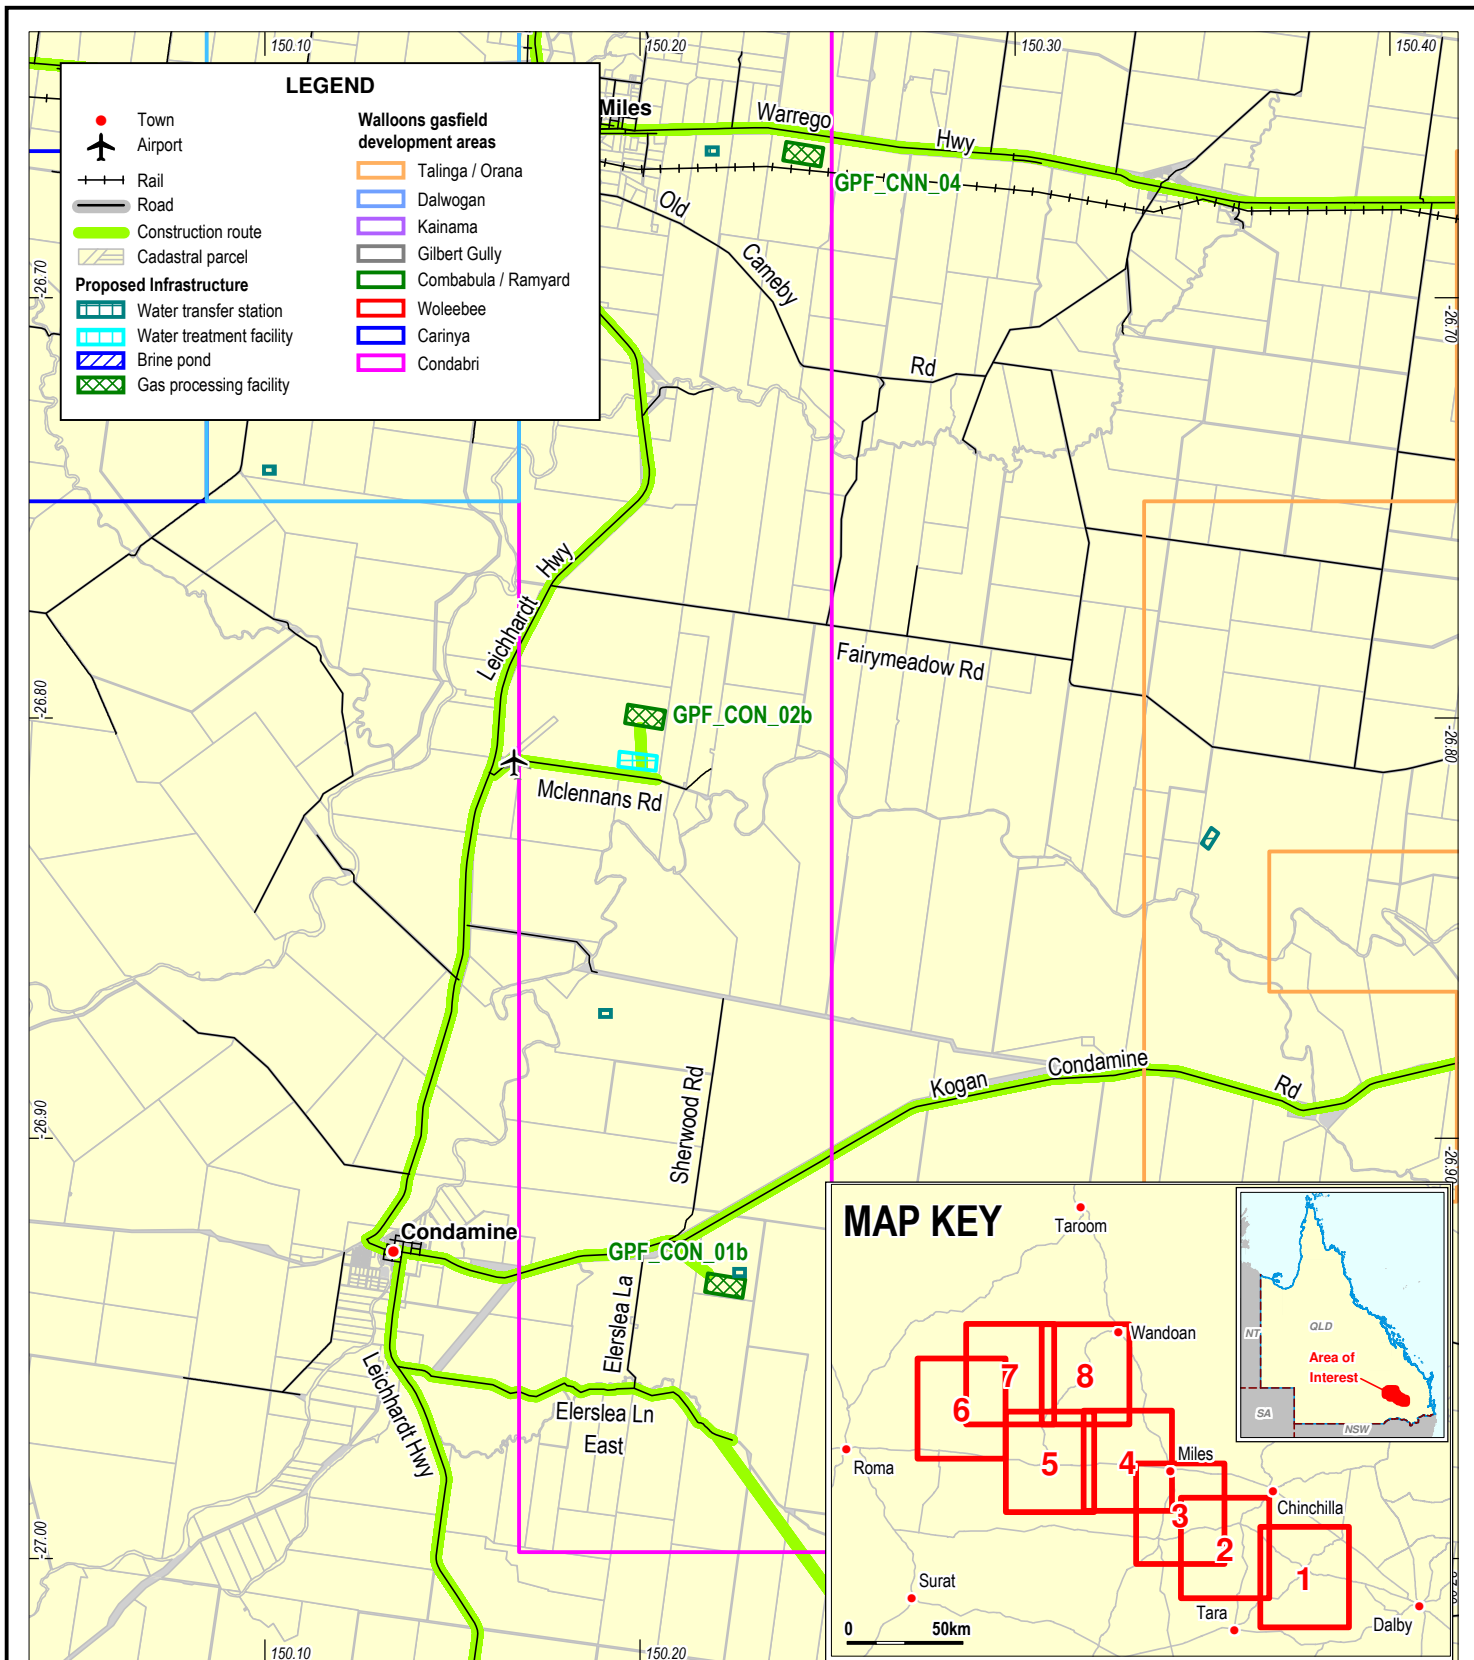 150.10
150.20
150.30
150.40
LEGEND
Town
Airport
Rail
Road
Construction route
Cadastral parcel
Proposed Infrastructure
Water transfer station
Water treatment facility
Brine pond
Gas processing facility
Walloons gasfield
development areas
Talinga / Orana
Dalwogan
Kainama
Gilbert Gully
Combabula / Ramyard
Woleebee
Carinya
Condabri
Miles
Warrego
Hwy
GPF_CNN_04
Old
Cameby
Rd
-26.70
-26.70
Leichhardt
Hwy
Fairymeadow Rd
-26.80
-26.80
GPF_CON_02b
Mclennans Rd
Sherwood Rd
Kogan
Condamine
Rd
-26.90
-26.90
Condamine
GPF_CON_01b
Elerslea La
Leichhardt Hwy
Elerslea Ln
East
-27.00
150.10
150.20
MAP KEY
Taroom
Wandoan
7
8
6
5
4
Miles
Roma
3
Chinchilla
2
1
Surat
Tara
Dalby
0
50km
NT
QLD
Area of
Interest
SA
NSW